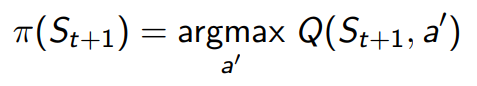 π(S_{t+1}) = argmax Q(S_{t+1}, a′)
a′